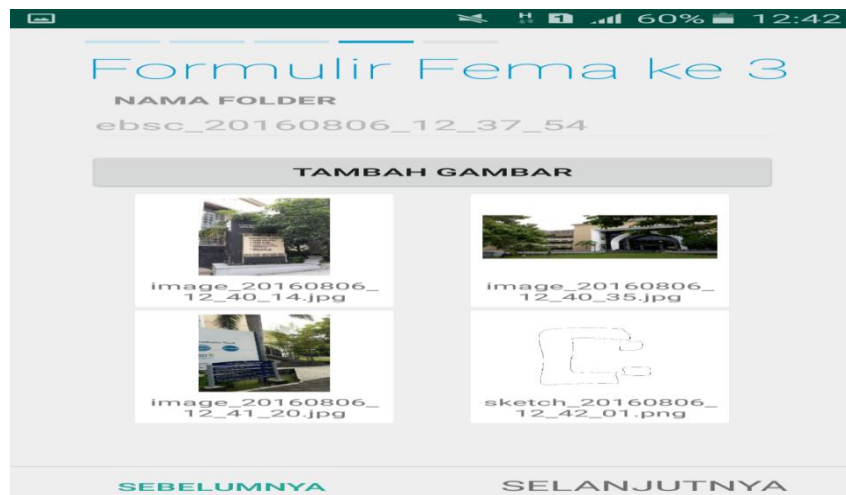 60% 12:42
Formulir Fema ke 3
NAMA FOLDER
ebsc_20160806_12_37_54
TAMBAH GAMBAR
image_20160806_
12_40_14.jpg
image_20160806_
12_40_35.jpg
image_20160806_
12_41_20.jpg
sketch_20160806_
12_42_01.png
SEBELUMNYA
SELANJUTNYA